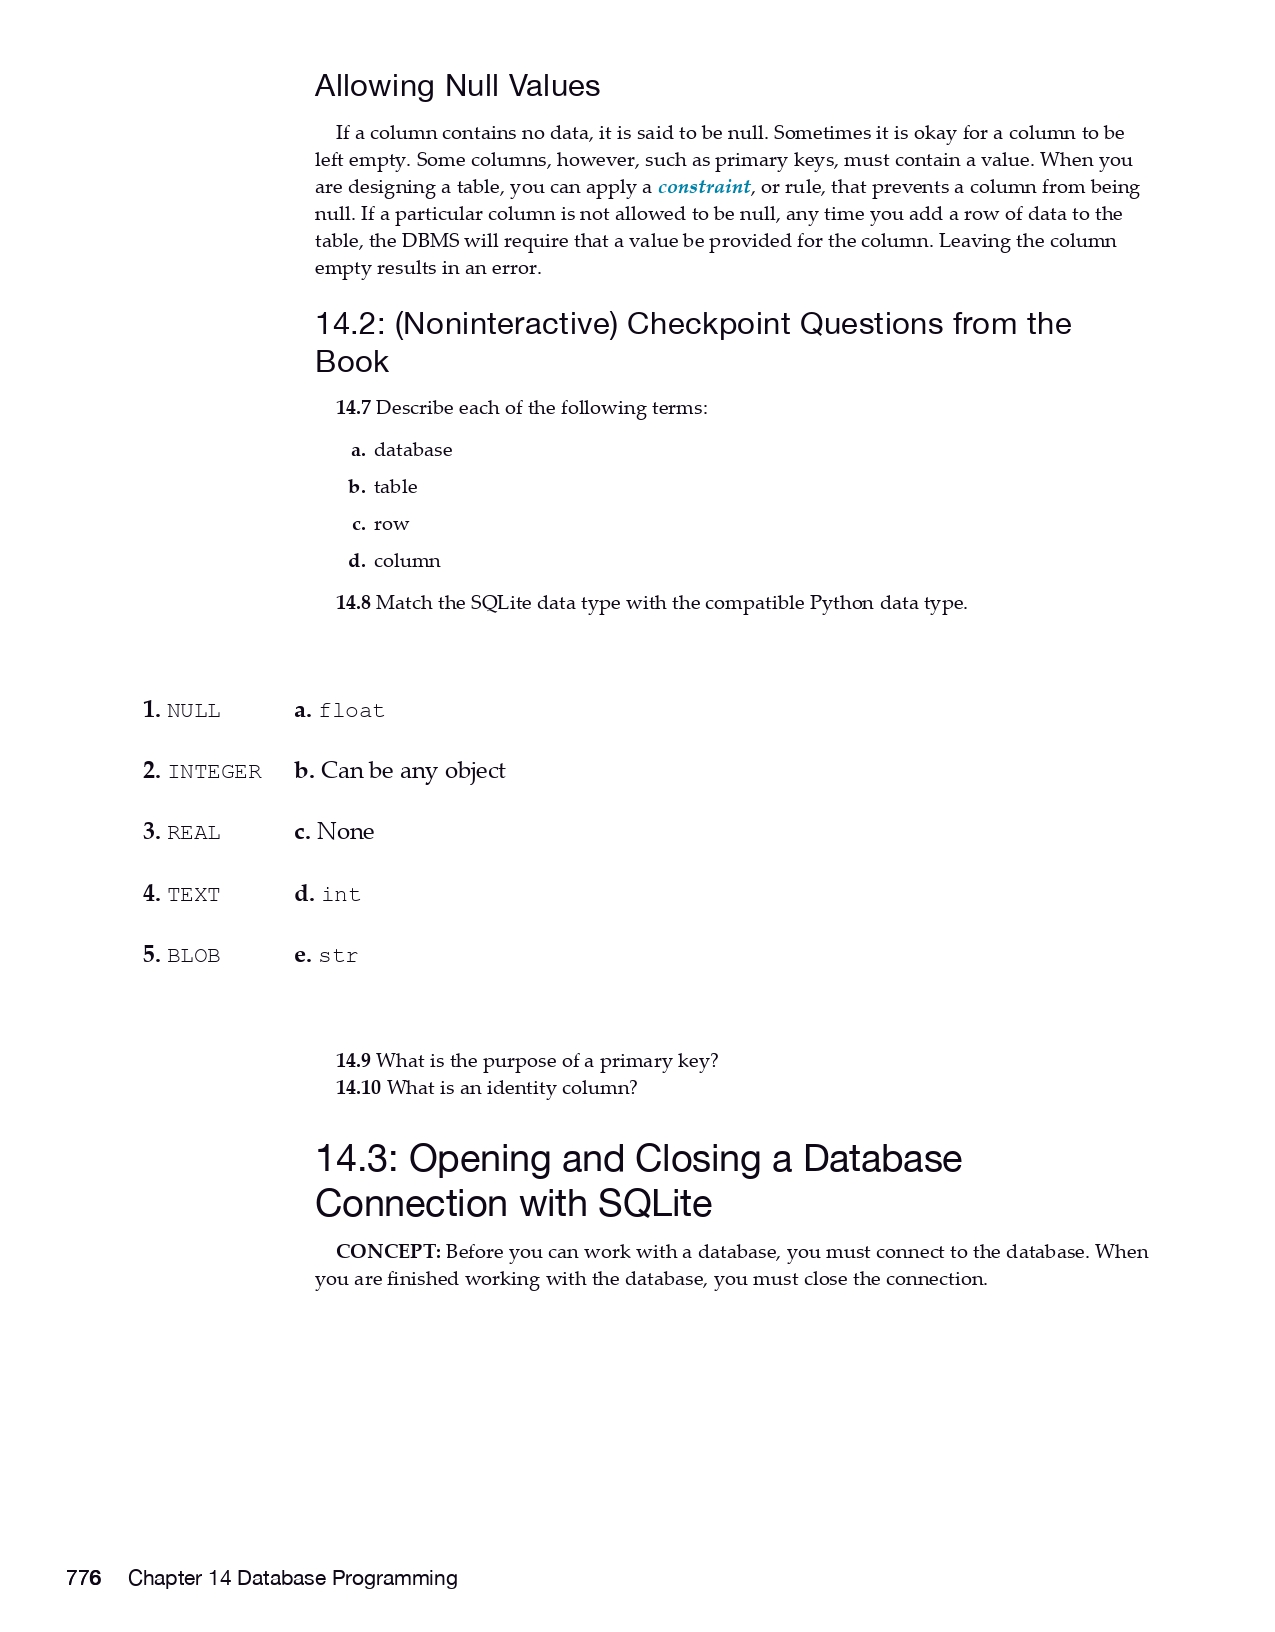 Allowing Null Values
If a column contains no data, it is said to be null. Sometimes it is okay for a column to be
left empty. Some columns, however, such as primary keys, must contain a value. When you
are designing a table, you can apply a constraint, or rule, that prevents a column from being
null. If a particular column is not allowed to be null, any time you add a row of data to the
table, the DBMS will require that a value be provided for the column. Leaving the column
empty results in an error.
14.2: (Noninteractive) Checkpoint Questions from the
Book
14.7 Describe each of the following terms:
a. database
b. table
c. row
d. column
14.8 Match the SQLite data type with the compatible Python data type.
1. NULL a. float
2. INTEGER b. Can be any object
3. REAL c. None
4. TEXT d. int
5. BLOB e. str
14.9 What is the purpose of a primary key?
14.10 What is an identity column?
14.3: Opening and Closing a Database
Connection with SQLite
CONCEPT: Before you can work with a database, you must connect to the database. When
you are finished working with the database, you must close the connection.
776 Chapter 14 Database Programming